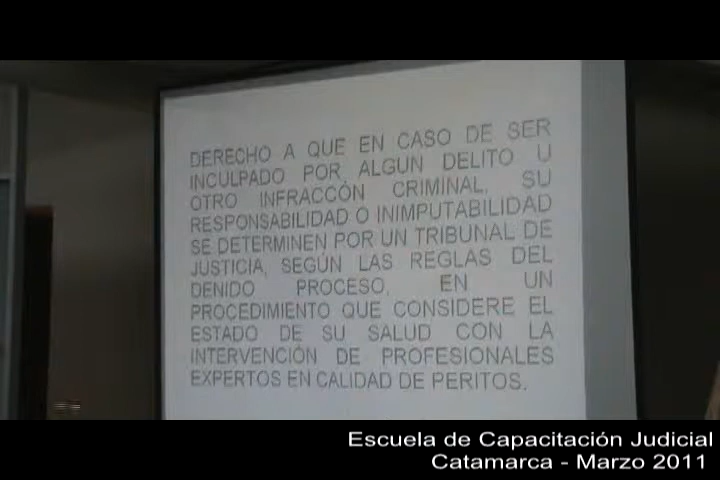 DERECHO A QUE EN CASO DE SER
INCULPADO POR ALGUN DELITO U
OTRO INFRACCÓN CRIMINAL, SU
RESPONSABILIDAD O INIMPUTABILIDAD
SE DETERMINEN POR UN TRIBUNAL DE
JUSTICIA, SEGÚN LAS REGLAS DEL
DENIDO PROCESO, EN UN
PROCEDIMIENTO QUE CONSIDERE EL
ESTADO DE SU SALUD CON LA
INTERVENCIÓN DE PROFESIONALES
EXPERTOS EN CALIDAD DE PERITOS.
Escuela de Capacitación Judicial
Catamarca - Marzo 2011